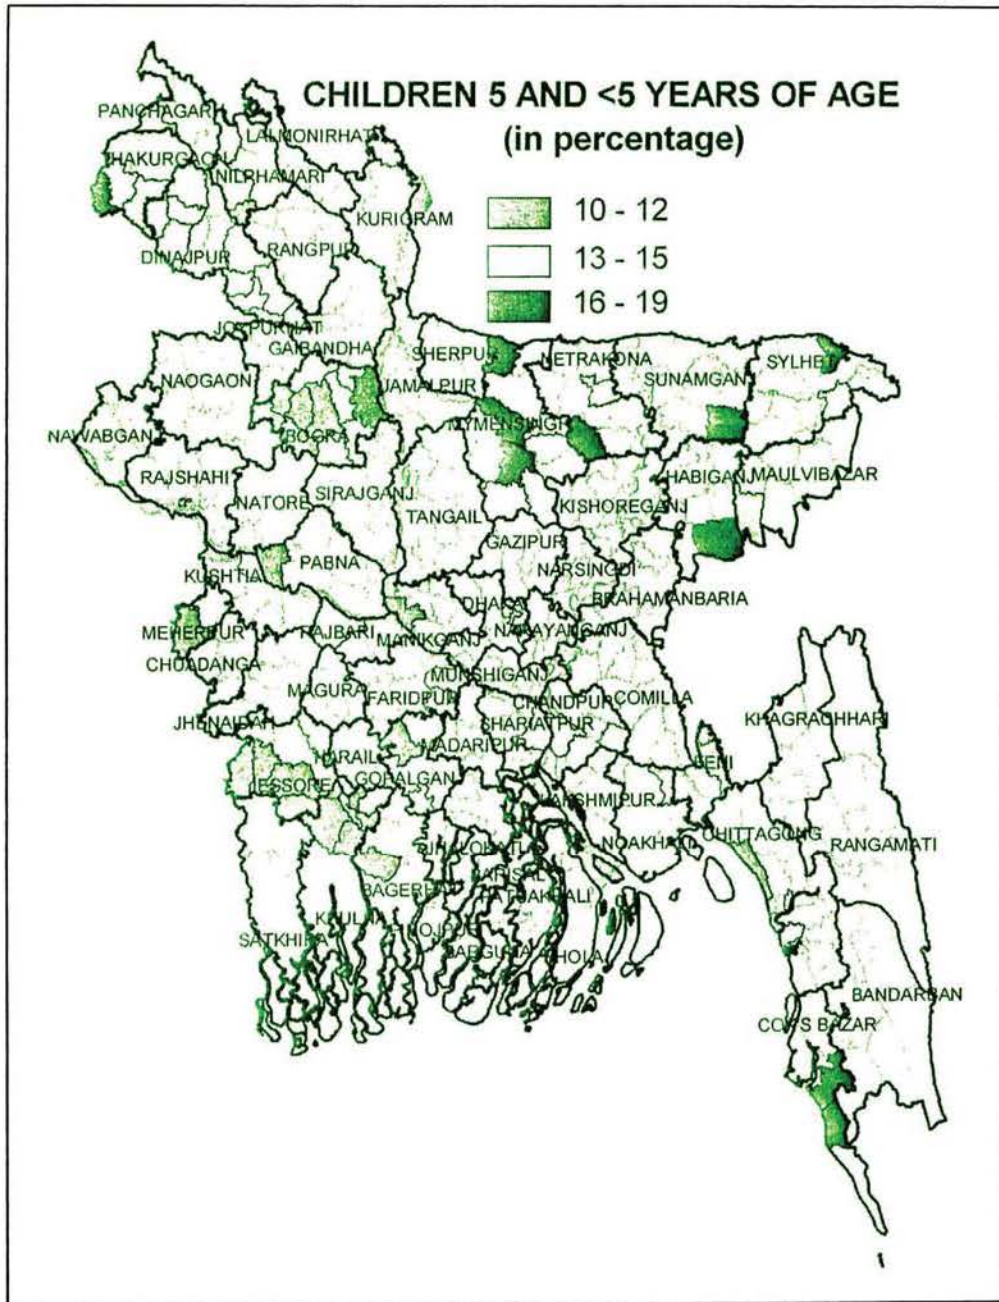 CHILDREN 5 AND <5 YEARS OF AGE
(in percentage)
10 - 12
13 - 15
16 - 19
PANCHAGARH
LALMONIRHAT
THAKURGAON
NILPHAMARI
KURIGRAM
RANGPUR
DINAJPUR
GAIBANDHA
SHERPUR
NETRAKONA
SUNAMGANJ
SYLHET
NAOGAON
JAMALPUR
NAWABGANJ
BOGRA
MYMENSINGH
RAJSHAHI
HABIGANJ
MAULVIBAZAR
NATORE
SIRAJGANJ
TANGAIL
KISHOREGANJ
GAZIPUR
PABNA
NARSINGDI
KUSHTIA
BRAHAMANBARIA
DHAKA
MEHERPUR
RAJBARI
MANIKGANJ
NARAYANGANJ
CHUADANGA
MUNSHIGANJ
MAGURA
FARIDPUR
CHANDPUR
COMILLA
JHENAIDAH
SHARIATPUR
KHAGRACHHARI
NARAIL
MADARIPUR
FENI
JESSORE
GOPALGANJ
LAKSHMIPUR
NOAKHALI
CHITTAGONG
RANGAMATI
JHALOKATI
BARISAL
BAGERHAT
PATUAKHALI
KHULNA
SATKHIRA
BARGUNA
BHOLA
BANDARBAN
COX'S BAZAR